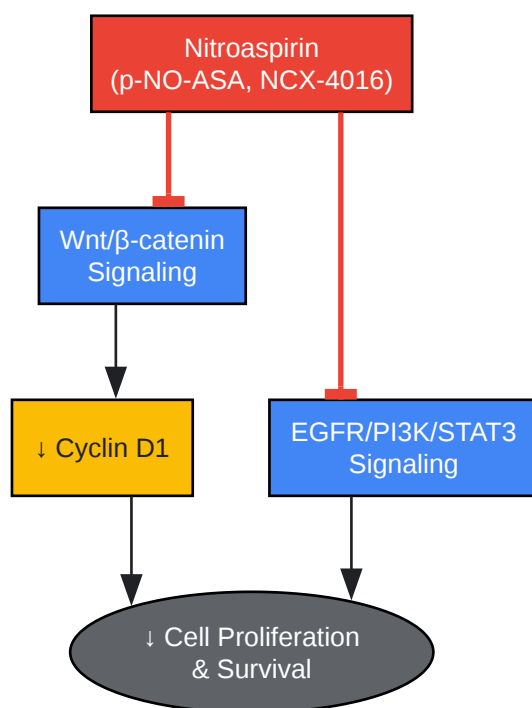 Nitroaspirin
(p-NO-ASA, NCX-4016)
Wnt/β-catenin
Signaling
↓ Cyclin D1
EGFR/PI3K/STAT3
Signaling
↓ Cell Proliferation
& Survival